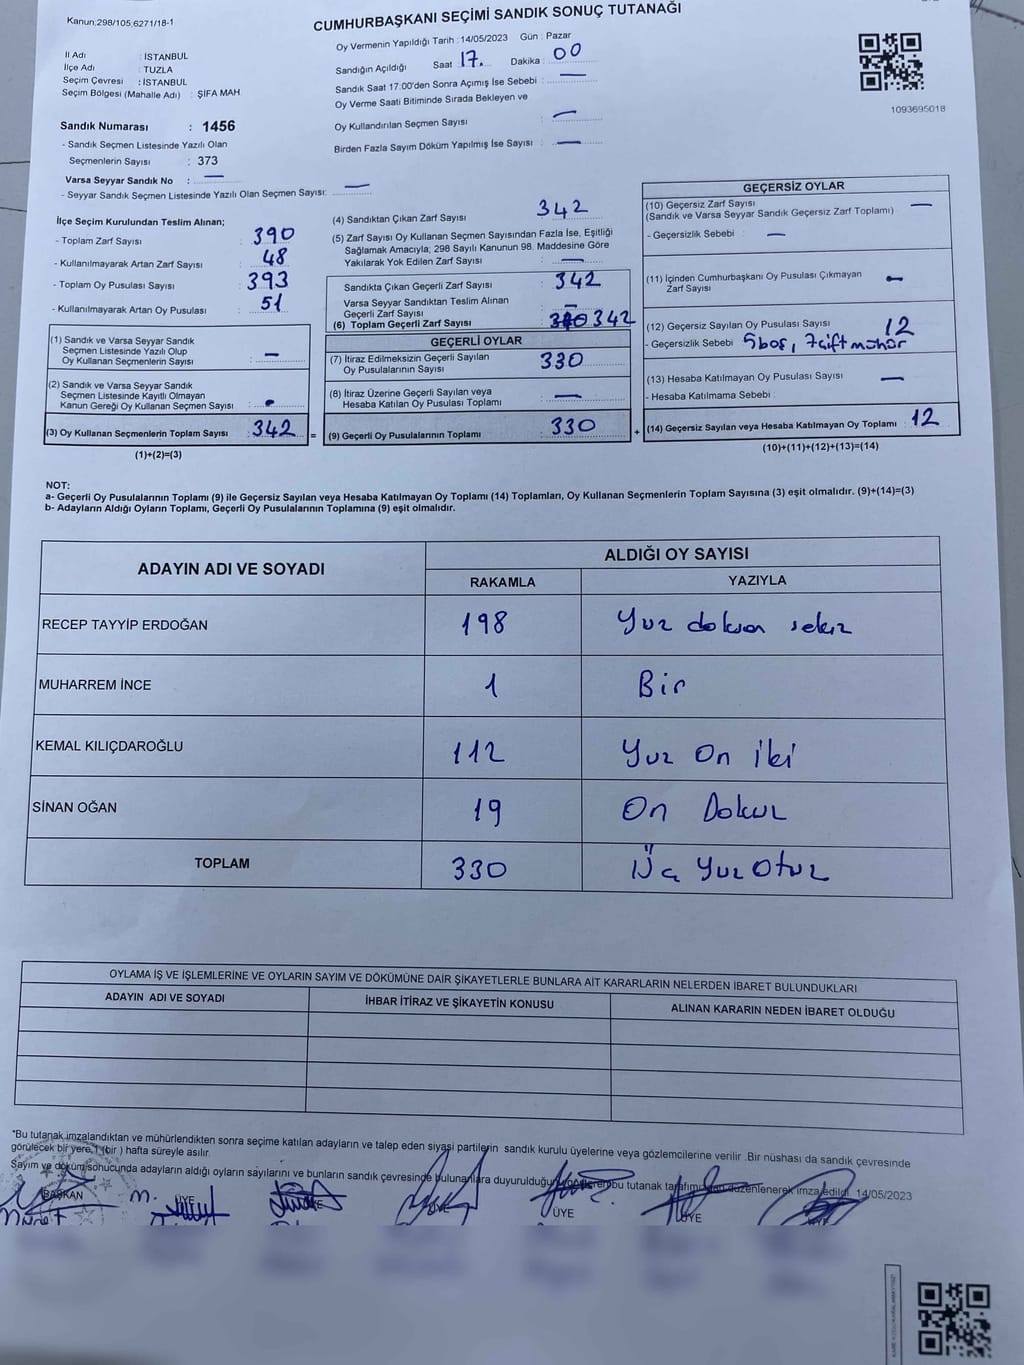 Kanun:298/105,6271/18-1
CUMHURBAŞKANI SEÇİMİ SANDIK SONUÇ TUTANAĞI
İl Adı : İSTANBUL
İlçe Adı : TUZLA
Seçim Çevresi : İSTANBUL
Seçim Bölgesi (Mahalle Adı) : ŞİFA MAH
Oy Vermenin Yapıldığı Tarih : 14/05/2023 Gün : Pazar
Sandığın Açıldığı Saat 17. Dakika : 00
Sandık Saat 17:00'den Sonra Açımış İse Sebebi : —
Oy Verme Saati Bitiminde Sırada Bekleyen ve
Oy Kullandırılan Seçmen Sayısı : —
Birden Fazla Sayım Döküm Yapılmış İse Sayısı : —
1093695018
Sandık Numarası : 1456
- Sandık Seçmen Listesinde Yazılı Olan
Seçmenlerin Sayısı : 373
Varsa Seyyar Sandık No : —
- Seyyar Sandık Seçmen Listesinde Yazılı Olan Seçmen Sayısı: —
İlçe Seçim Kurulundan Teslim Alınan;
- Toplam Zarf Sayısı : 390
- Kullanılmayarak Artan Zarf Sayısı : 48
- Toplam Oy Pusulası Sayısı : 393
- Kullanılmayarak Artan Oy Pusulası : 51
(1) Sandık ve Varsa Seyyar Sandık
Seçmen Listesinde Yazılı Olup
Oy Kullanan Seçmenlerin Sayısı : —
(2) Sandık ve Varsa Seyyar Sandık
Seçmen Listesinde Kayıtlı Olmayan
Kanun Gereği Oy Kullanan Seçmen Sayısı :
(3) Oy Kullanan Seçmenlerin Toplam Sayısı : 342 =
(1)+(2)=(3)
(4) Sandıktan Çıkan Zarf Sayısı : 342
(5) Zarf Sayısı Oy Kullanan Seçmen Sayısından Fazla İse, Eşitliği
Sağlamak Amacıyla; 298 Sayılı Kanunun 98. Maddesine Göre
Yakılarak Yok Edilen Zarf Sayısı : —
Sandıkta Çıkan Geçerli Zarf Sayısı : 342
Varsa Seyyar Sandıktan Teslim Alınan
Geçerli Zarf Sayısı : —
(6) Toplam Geçerli Zarf Sayısı : 342
GEÇERLİ OYLAR
(7) İtiraz Edilmeksizin Geçerli Sayılan
Oy Pusulalarının Sayısı : 330
(8) İtiraz Üzerine Geçerli Sayılan veya
Hesaba Katılan Oy Pusulası Toplamı : —
(9) Geçerli Oy Pusulalarının Toplamı : 330 +
GEÇERSİZ OYLAR
(10) Geçersiz Zarf Sayısı : —
(Sandık ve Varsa Seyyar Sandık Geçersiz Zarf Toplamı)
- Geçersizlik Sebebi : —
(11) İçinden Cumhurbaşkanı Oy Pusulası Çıkmayan : —
Zarf Sayısı
(12) Geçersiz Sayılan Oy Pusulası Sayısı : 12
- Geçersizlik Sebebi 5boş, 7çift mühür
(13) Hesaba Katılmayan Oy Pusulası Sayısı : —
- Hesaba Katılmama Sebebi :
(14) Geçersiz Sayılan veya Hesaba Katılmayan Oy Toplamı : 12
(10)+(11)+(12)+(13)=(14)
NOT:
a- Geçerli Oy Pusulalarının Toplamı (9) ile Geçersiz Sayılan veya Hesaba Katılmayan Oy Toplamı (14) Toplamları, Oy Kullanan Seçmenlerin Toplam Sayısına (3) eşit olmalıdır. (9)+(14)=(3)
b- Adayların Aldığı Oyların Toplamı, Geçerli Oy Pusulalarının Toplamına (9) eşit olmalıdır.
ADAYIN ADI VE SOYADI
ALDIĞI OY SAYISI
RAKAMLA YAZIYLA
RECEP TAYYİP ERDOĞAN 198 Yuz doksan sekiz
MUHARREM İNCE 1 Bir
KEMAL KILIÇDAROĞLU 112 Yuz On iki
SİNAN OĞAN 19 On Dokuz
TOPLAM 330 Üç Yuz Otuz
OYLAMA İŞ VE İŞLEMLERİNE VE OYLARIN SAYIM VE DÖKÜMÜNE DAİR ŞİKAYETLERLE BUNLARA AİT KARARLARIN NELERDEN İBARET BULUNDUKLARI
ADAYIN ADI VE SOYADI
İHBAR İTİRAZ VE ŞİKAYETİN KONUSU
ALINAN KARARIN NEDEN İBARET OLDUĞU
*Bu tutanak imzalandıktan ve mühürlendikten sonra seçime katılan adayların ve talep eden siyasi partilerin sandık kurulu üyelerine veya gözlemcilerine verilir .Bir nüshası da sandık çevresinde
görülecek bir yere 1 (bir ) hafta süreyle asılır.
Sayım ve döküm sonucunda adayların aldığı oyların sayılarını ve bunların sandık çevresinde bulunanlara duyurulduğunu bu tutanak düzenlenerek imza edildi. 14/05/2023
BAŞKAN ÜYE ÜYE ÜYE ÜYE ÜYE